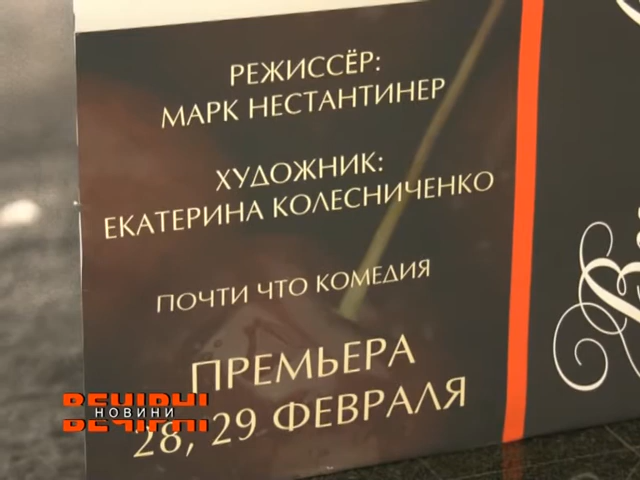 РЕЖИССЁР:
МАРК НЕСТАНТИНЕР
ХУДОЖНИК:
ЕКАТЕРИНА КОЛЕСНИЧЕНКО
ПОЧТИ ЧТО КОМЕДИЯ
ПРЕМЬЕРА
28, 29 ФЕВРАЛЯ
ВЕЧІРНІ
НОВИНИ